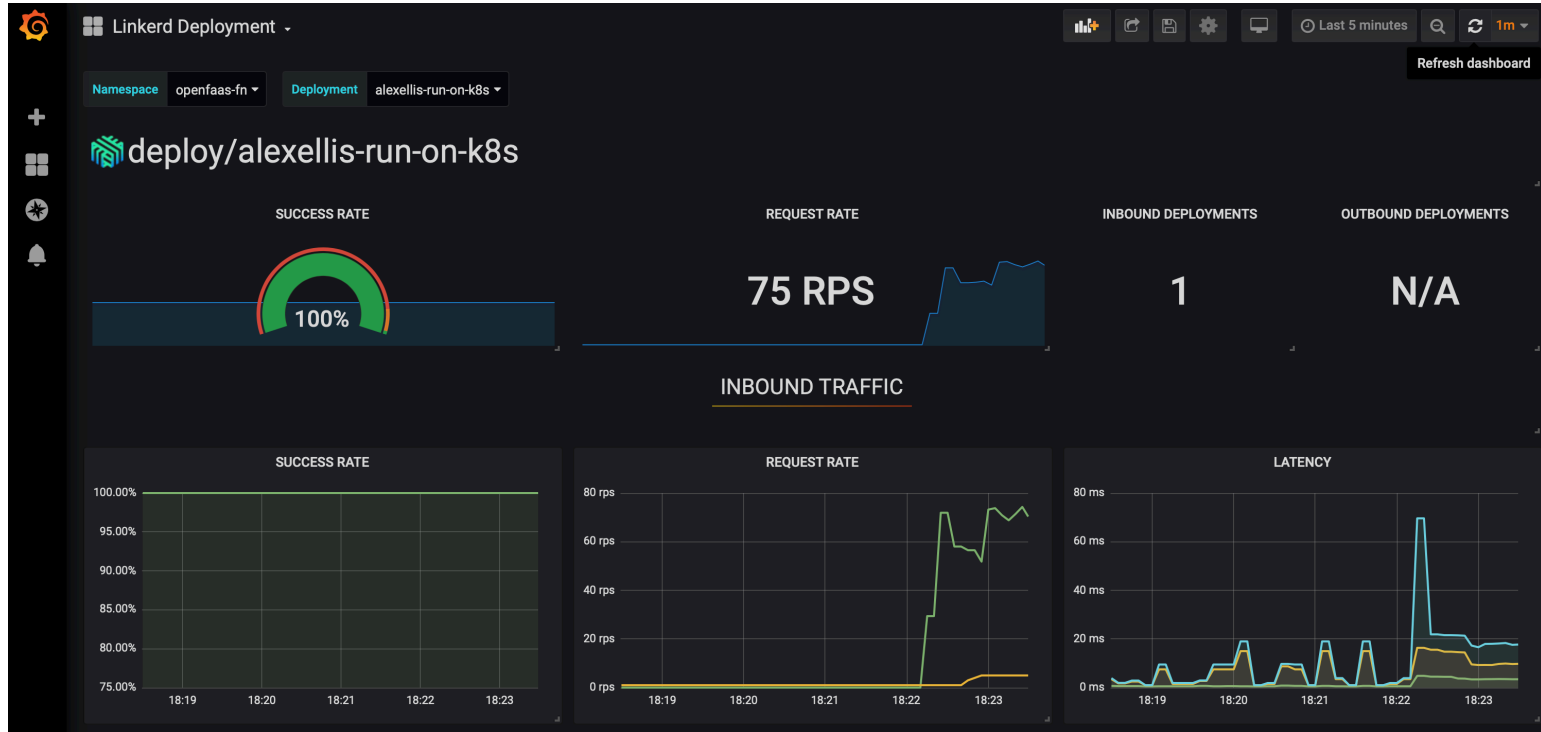 Linkerd Deployment
Last 5 minutes
1m
Refresh dashboard
Namespace openfaas-fn Deployment alexellis-run-on-k8s
deploy/alexellis-run-on-k8s
SUCCESS RATE
100%
REQUEST RATE
75 RPS
INBOUND DEPLOYMENTS
1
OUTBOUND DEPLOYMENTS
N/A
INBOUND TRAFFIC
SUCCESS RATE
100.00%
95.00%
90.00%
85.00%
80.00%
75.00%
18:19 18:20 18:21 18:22 18:23
REQUEST RATE
80 rps
60 rps
40 rps
20 rps
0 rps
18:19 18:20 18:21 18:22 18:23
LATENCY
80 ms
60 ms
40 ms
20 ms
0 ms
18:19 18:20 18:21 18:22 18:23